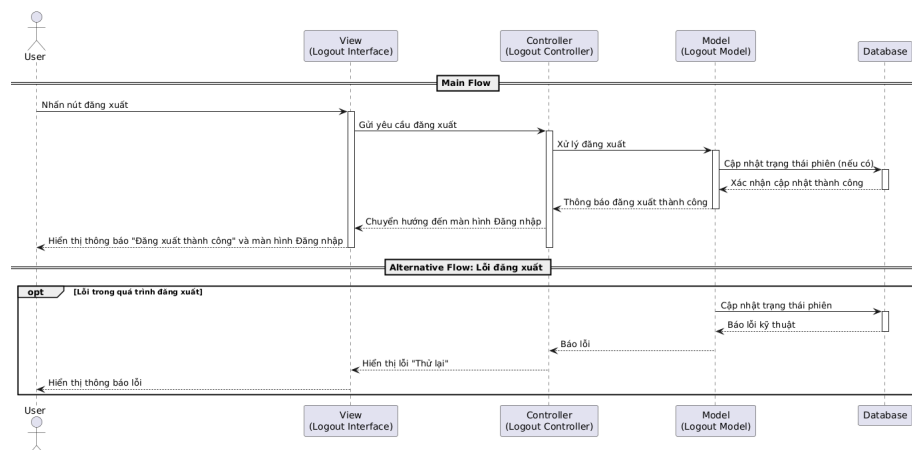 User
View
(Logout Interface)
Controller
(Logout Controller)
Model
(Logout Model)
Database
Main Flow
Nhấn nút đăng xuất
Gửi yêu cầu đăng xuất
Xử lý đăng xuất
Cập nhật trạng thái phiên (nếu có)
Xác nhận cập nhật thành công
Thông báo đăng xuất thành công
Chuyển hướng đến màn hình Đăng nhập
Hiển thị thông báo "Đăng xuất thành công" và màn hình Đăng nhập
Alternative Flow: Lỗi đăng xuất
opt [Lỗi trong quá trình đăng xuất]
Cập nhật trạng thái phiên
Báo lỗi kỹ thuật
Báo lỗi
Hiển thị lỗi "Thử lại"
Hiển thị thông báo lỗi
User
View
(Logout Interface)
Controller
(Logout Controller)
Model
(Logout Model)
Database